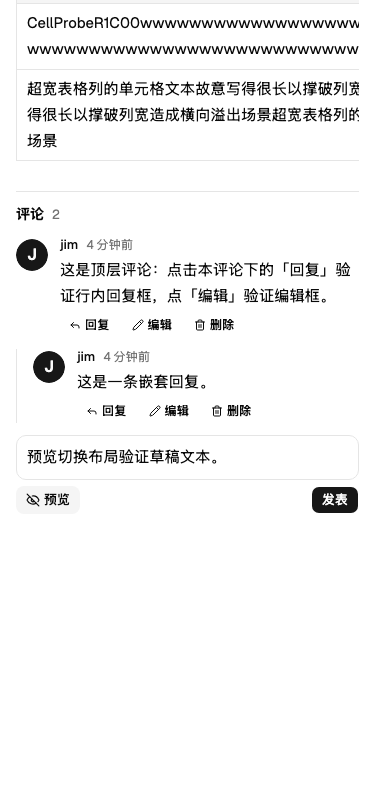 CellProbeR1C00wwwwwwwwwwwwwwwwww
wwwwwwwwwwwwwwwwwwwwwwwwwww
超宽表格列的单元格文本故意写得很长以撑破列宽
得很长以撑破列宽造成横向溢出场景超宽表格列的
场景
评论 2
J
jim 4 分钟前
这是顶层评论：点击本评论下的「回复」验
证行内回复框，点「编辑」验证编辑框。
回复 编辑 删除
J
jim 4 分钟前
这是一条嵌套回复。
回复 编辑 删除
预览切换布局验证草稿文本。
预览 发表